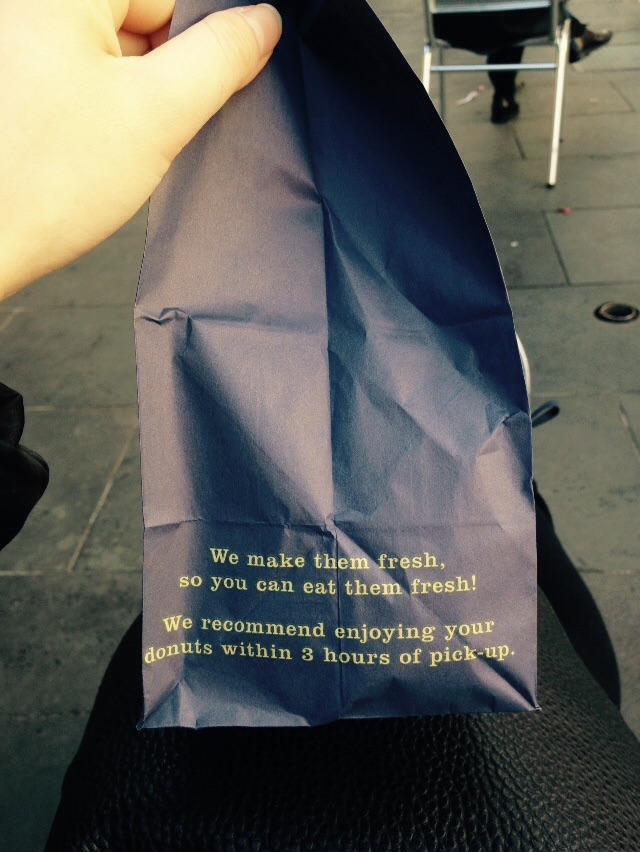 We make them fresh,
so you can eat them fresh!
We recommend enjoying your
donuts within 3 hours of pick-up.